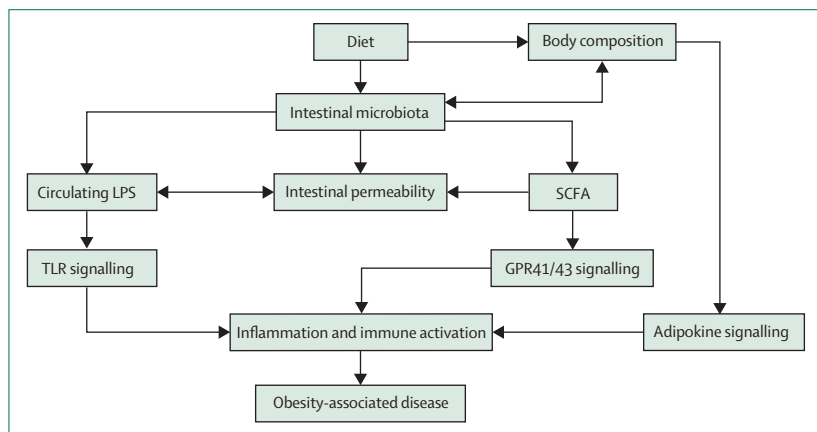 Diet
Body composition
Intestinal microbiota
Circulating LPS
Intestinal permeability
SCFA
TLR signalling
GPR41/43 signalling
Inflammation and immune activation
Adipokine signalling
Obesity-associated disease